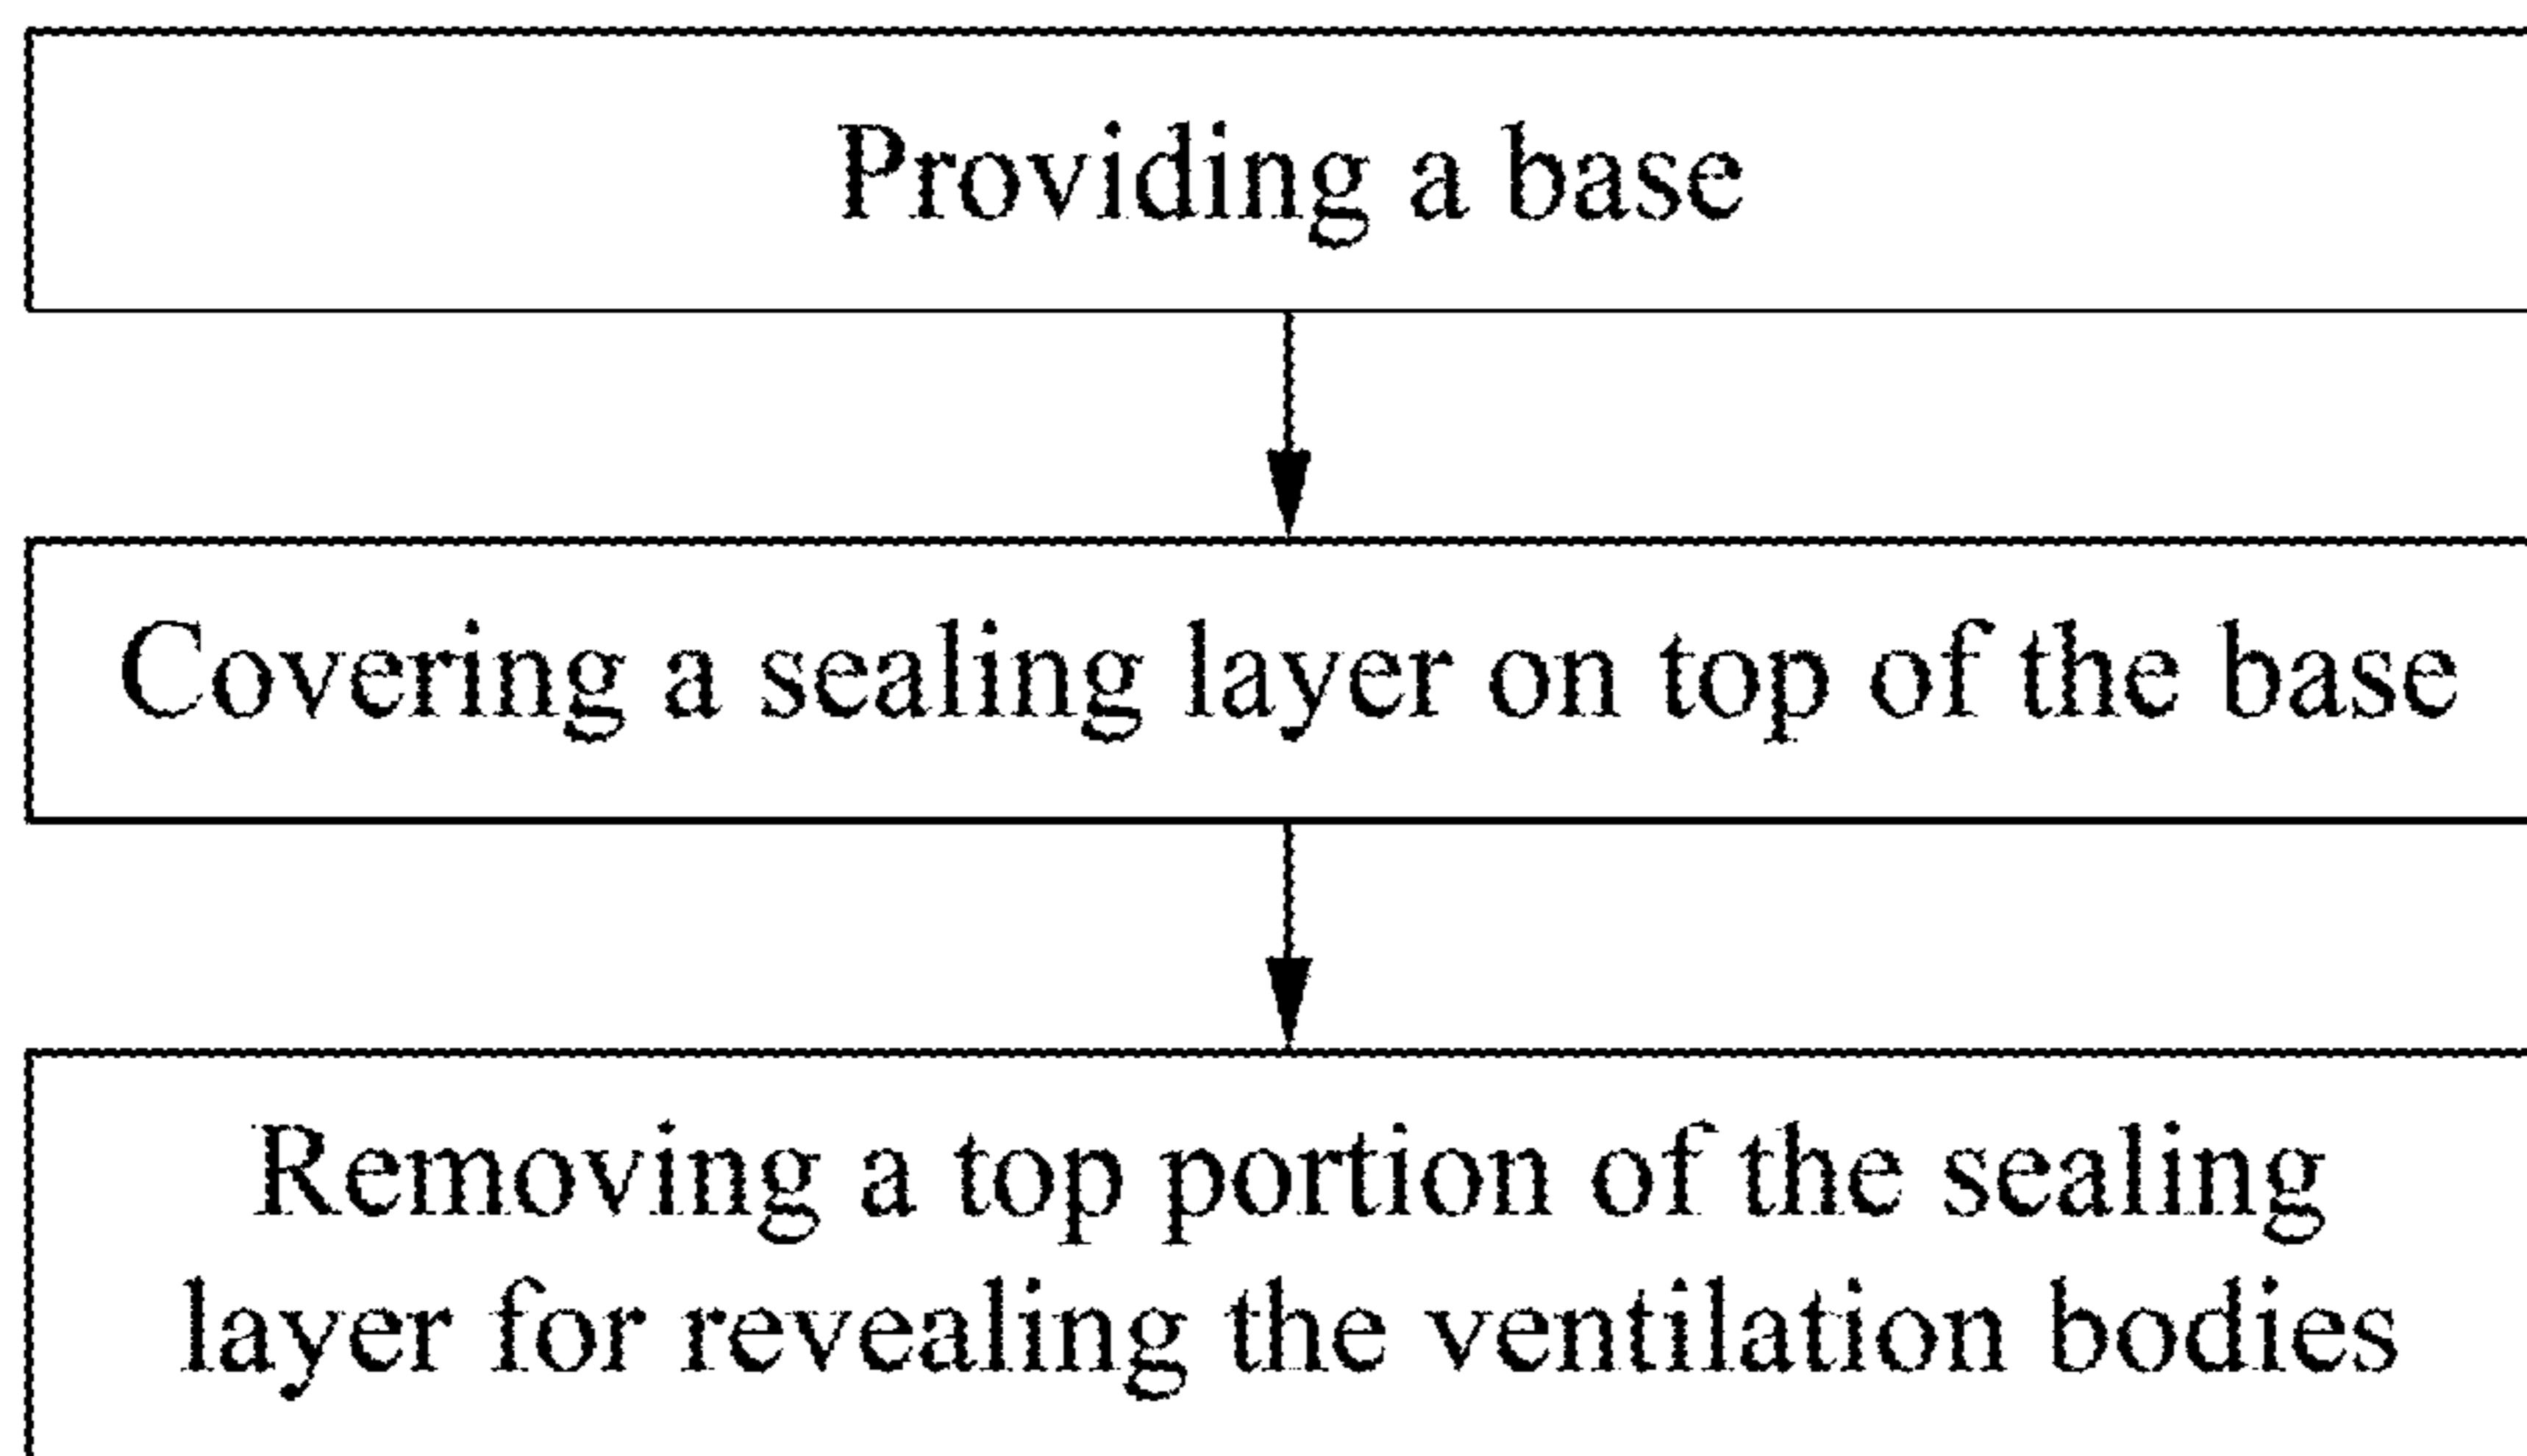 Providing a base
Covering a sealing layer on top of the base
Removing a top portion of the sealing
layer for revealing the ventilation bodies